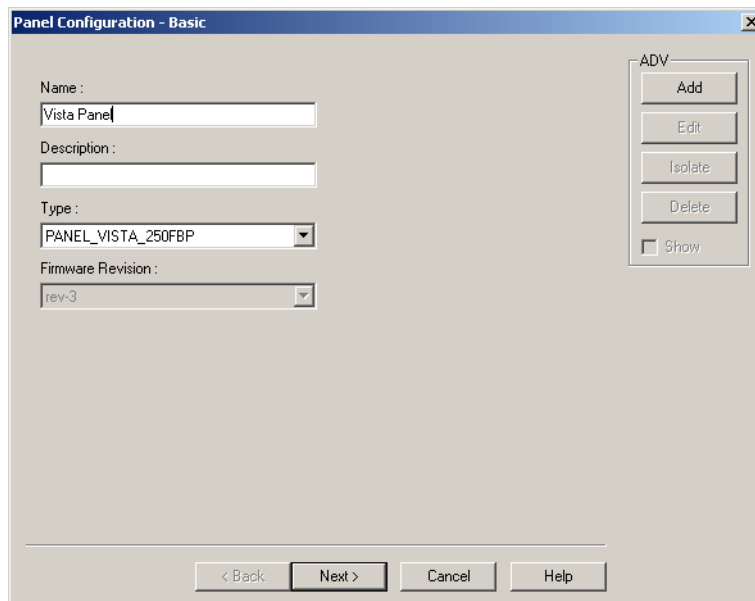 Panel Configuration - Basic
Name :
Vista Panel
Description :
Type :
PANEL_VISTA_250FBP
Firmware Revision :
rev-3
ADV
Add
Edit
Isolate
Delete
Show
< Back
Next >
Cancel
Help